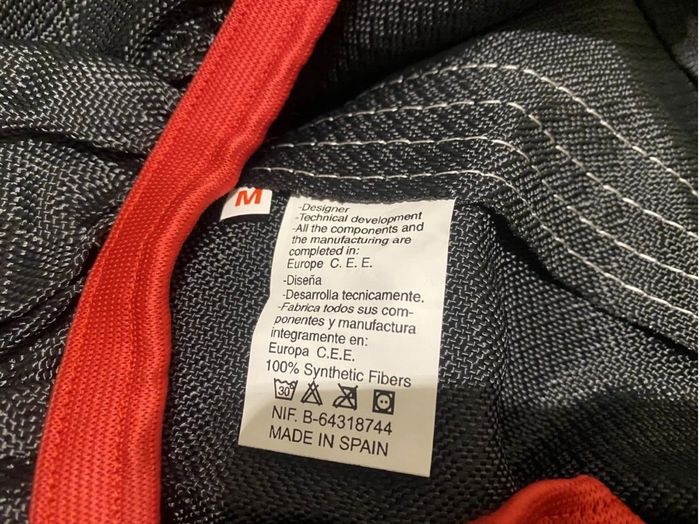 M
-Designer
-Technical development
-All the components and
the manufacturing are
completed in:
Europe C. E. E.
-Diseña
-Desarrolla tecnicamente.
-Fabrica todos sus com-
ponentes y manufactura
integramente en:
Europa C.E.E.
100% Synthetic Fibers
30
NIF. B-64318744
MADE IN SPAIN